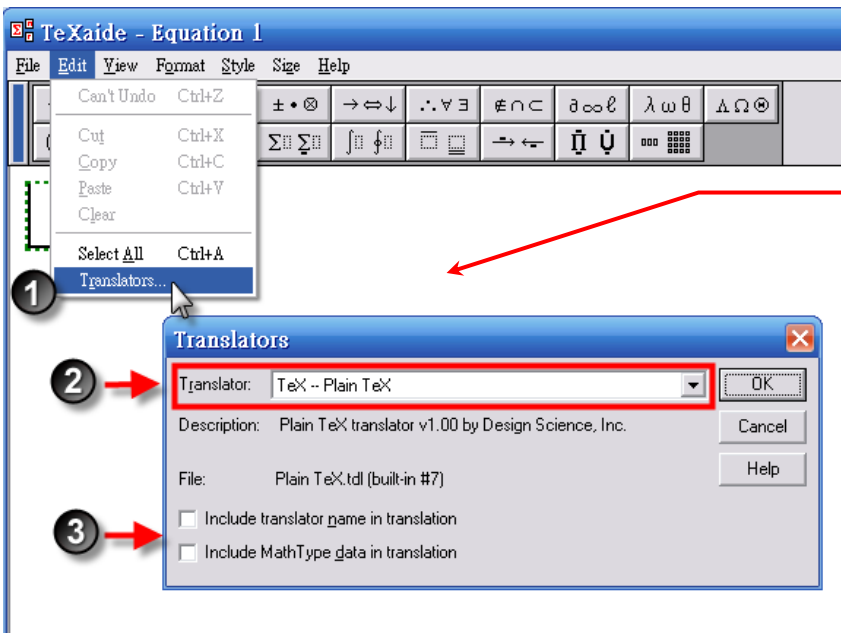 TeXaide - Equation 1
File Edit View Format Style Size Help
Can't Undo Ctrl+Z
± • ⊗ → ⇔ ↓ ∴ ∀ ∃ ∉ ∩ ⊂ ∂ ∞ ℓ λ ω θ Λ Ω Θ
Cut Ctrl+X
Copy Ctrl+C
Paste Ctrl+V
Clear
Select All Ctrl+A
Translators...
1
Translators
2
Translator: TeX -- Plain TeX OK
Description: Plain TeX translator v1.00 by Design Science, Inc. Cancel
File: Plain TeX.tdl (built-in #7) Help
3
Include translator name in translation
Include MathType data in translation